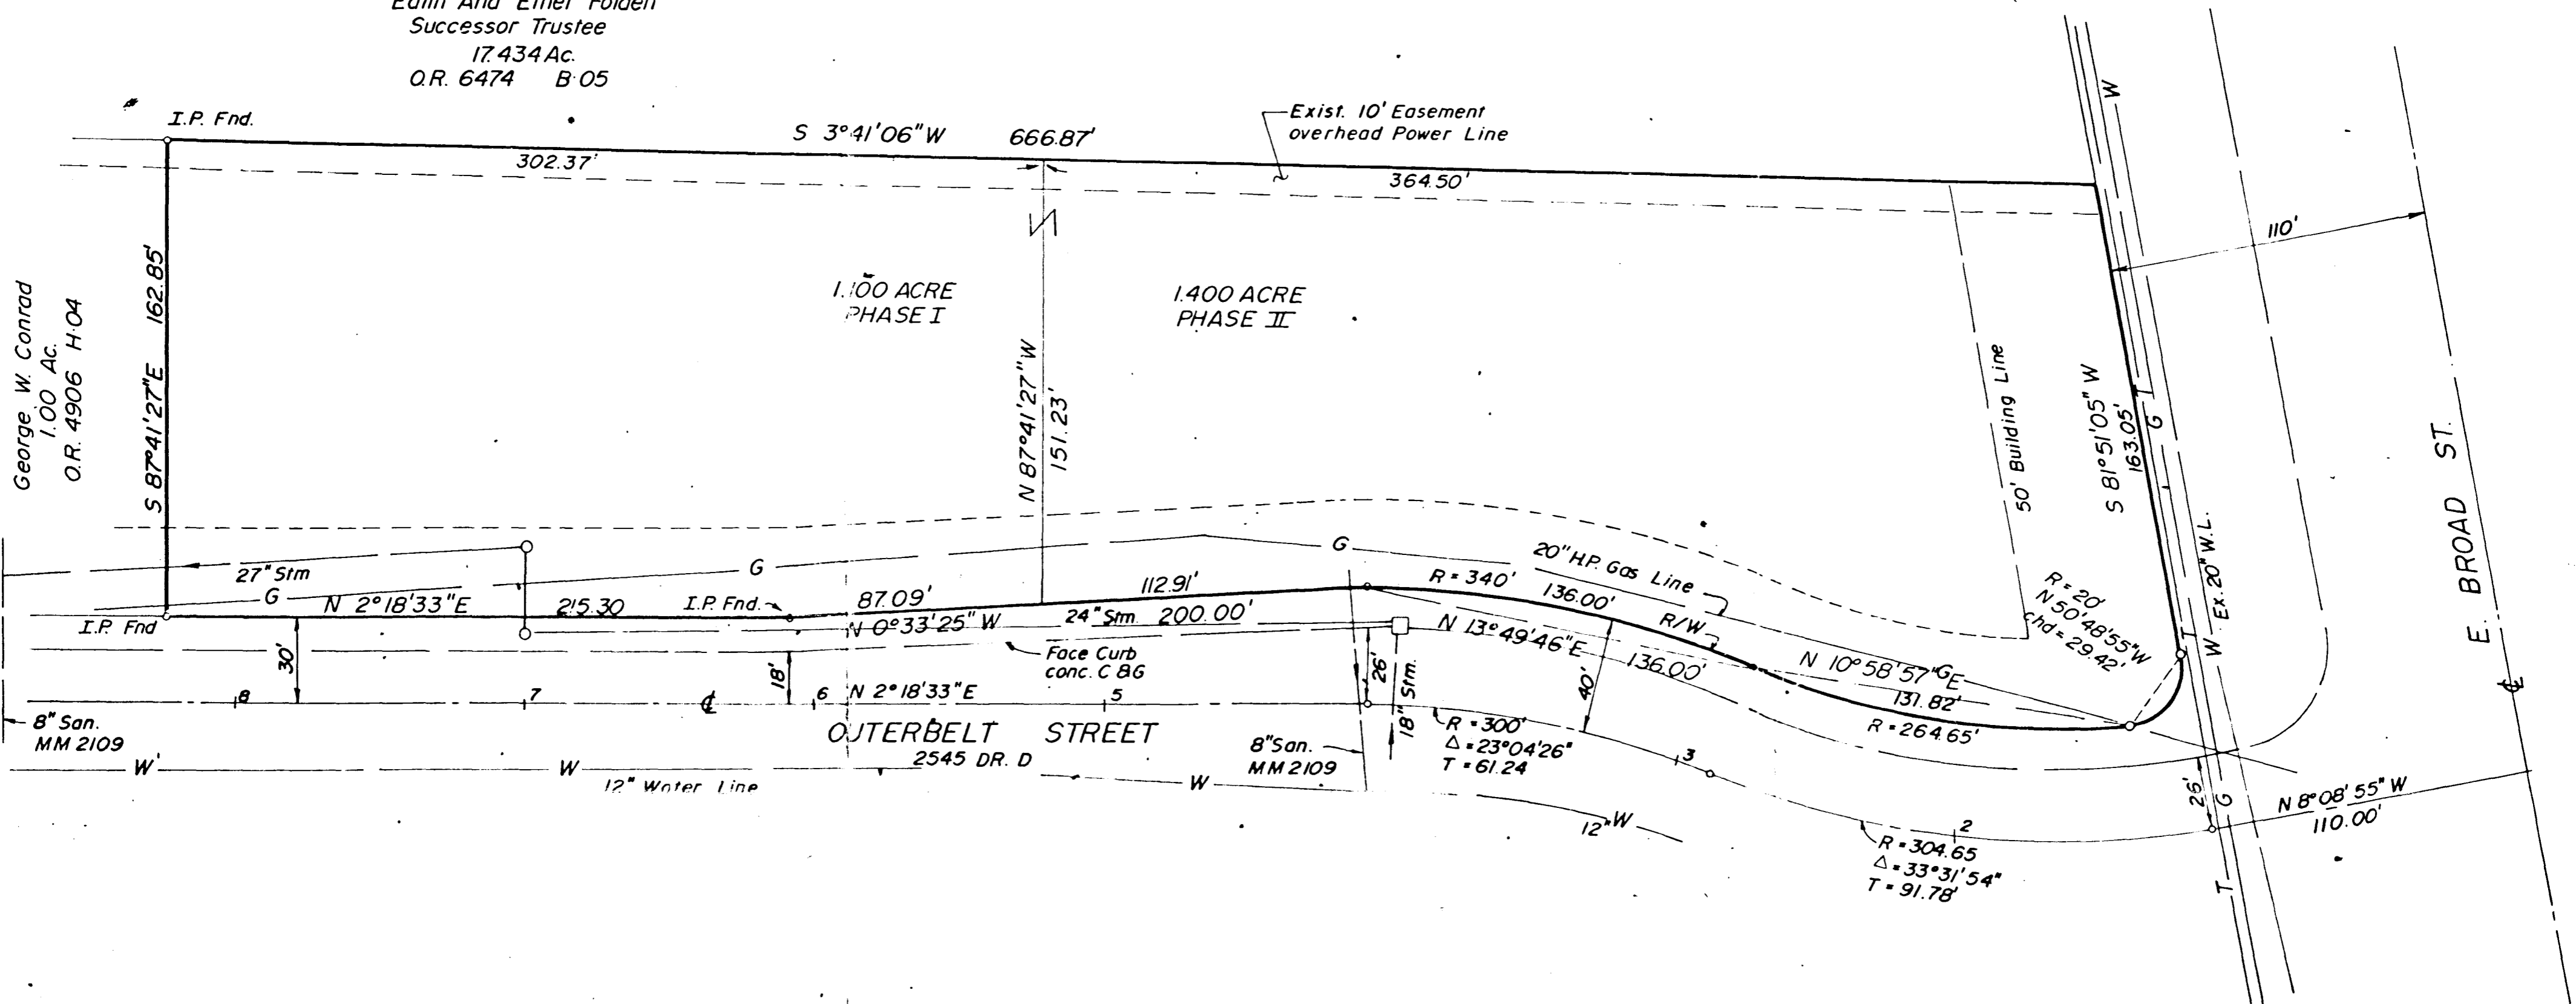 Successor Trustee
17.434 Ac.
O.R. 6474 B·05
I.P. Fnd.
S 3°41'06"W 666.87'
302.37'
364.50'
Exist. 10' Easement
overhead Power Line
W
110'
George W. Conrad
1.00 Ac.
O.R. 4906 H·04
S 87°41'27"E 162.85'
1.100 ACRE
PHASE I
1.400 ACRE
PHASE II
N 87°41'27"W
151.23'
50' Building Line
S 81°51'05" W
163.05'
T
G
Ex. 20" W.L.
E. BROAD ST.
27" Stm
G
N 2°18'33"E
215.30
I.P. Fnd.
I.P. Fnd
G
87.09'
112.91'
N 0°33'25" W
24" Stm.
200.00'
G
20" H.P. Gas Line
R = 340'
136.00'
R/W
N 13°49'46"E
136.00'
N 10°58'57" E
G
131.82'
R = 264.65'
R = 20'
N 50°48'55"W
chd = 29.42'
T
W
30'
18'
Face Curb
conc. C & G
26'
18" Stm.
40'
8
7
6
N 2°18'33"E
5
℄
℄
8" San.
MM 2109
OUTERBELT STREET
2545 DR. D
8" San.
MM 2109
R = 300'
Δ = 23°04'26"
T = 61.24
3
2
W
W
12" Water Line
W
12" W
R = 304.65
Δ = 33°31'54"
T = 91.78'
26'
G
T
N 8°08'55" W
110.00'